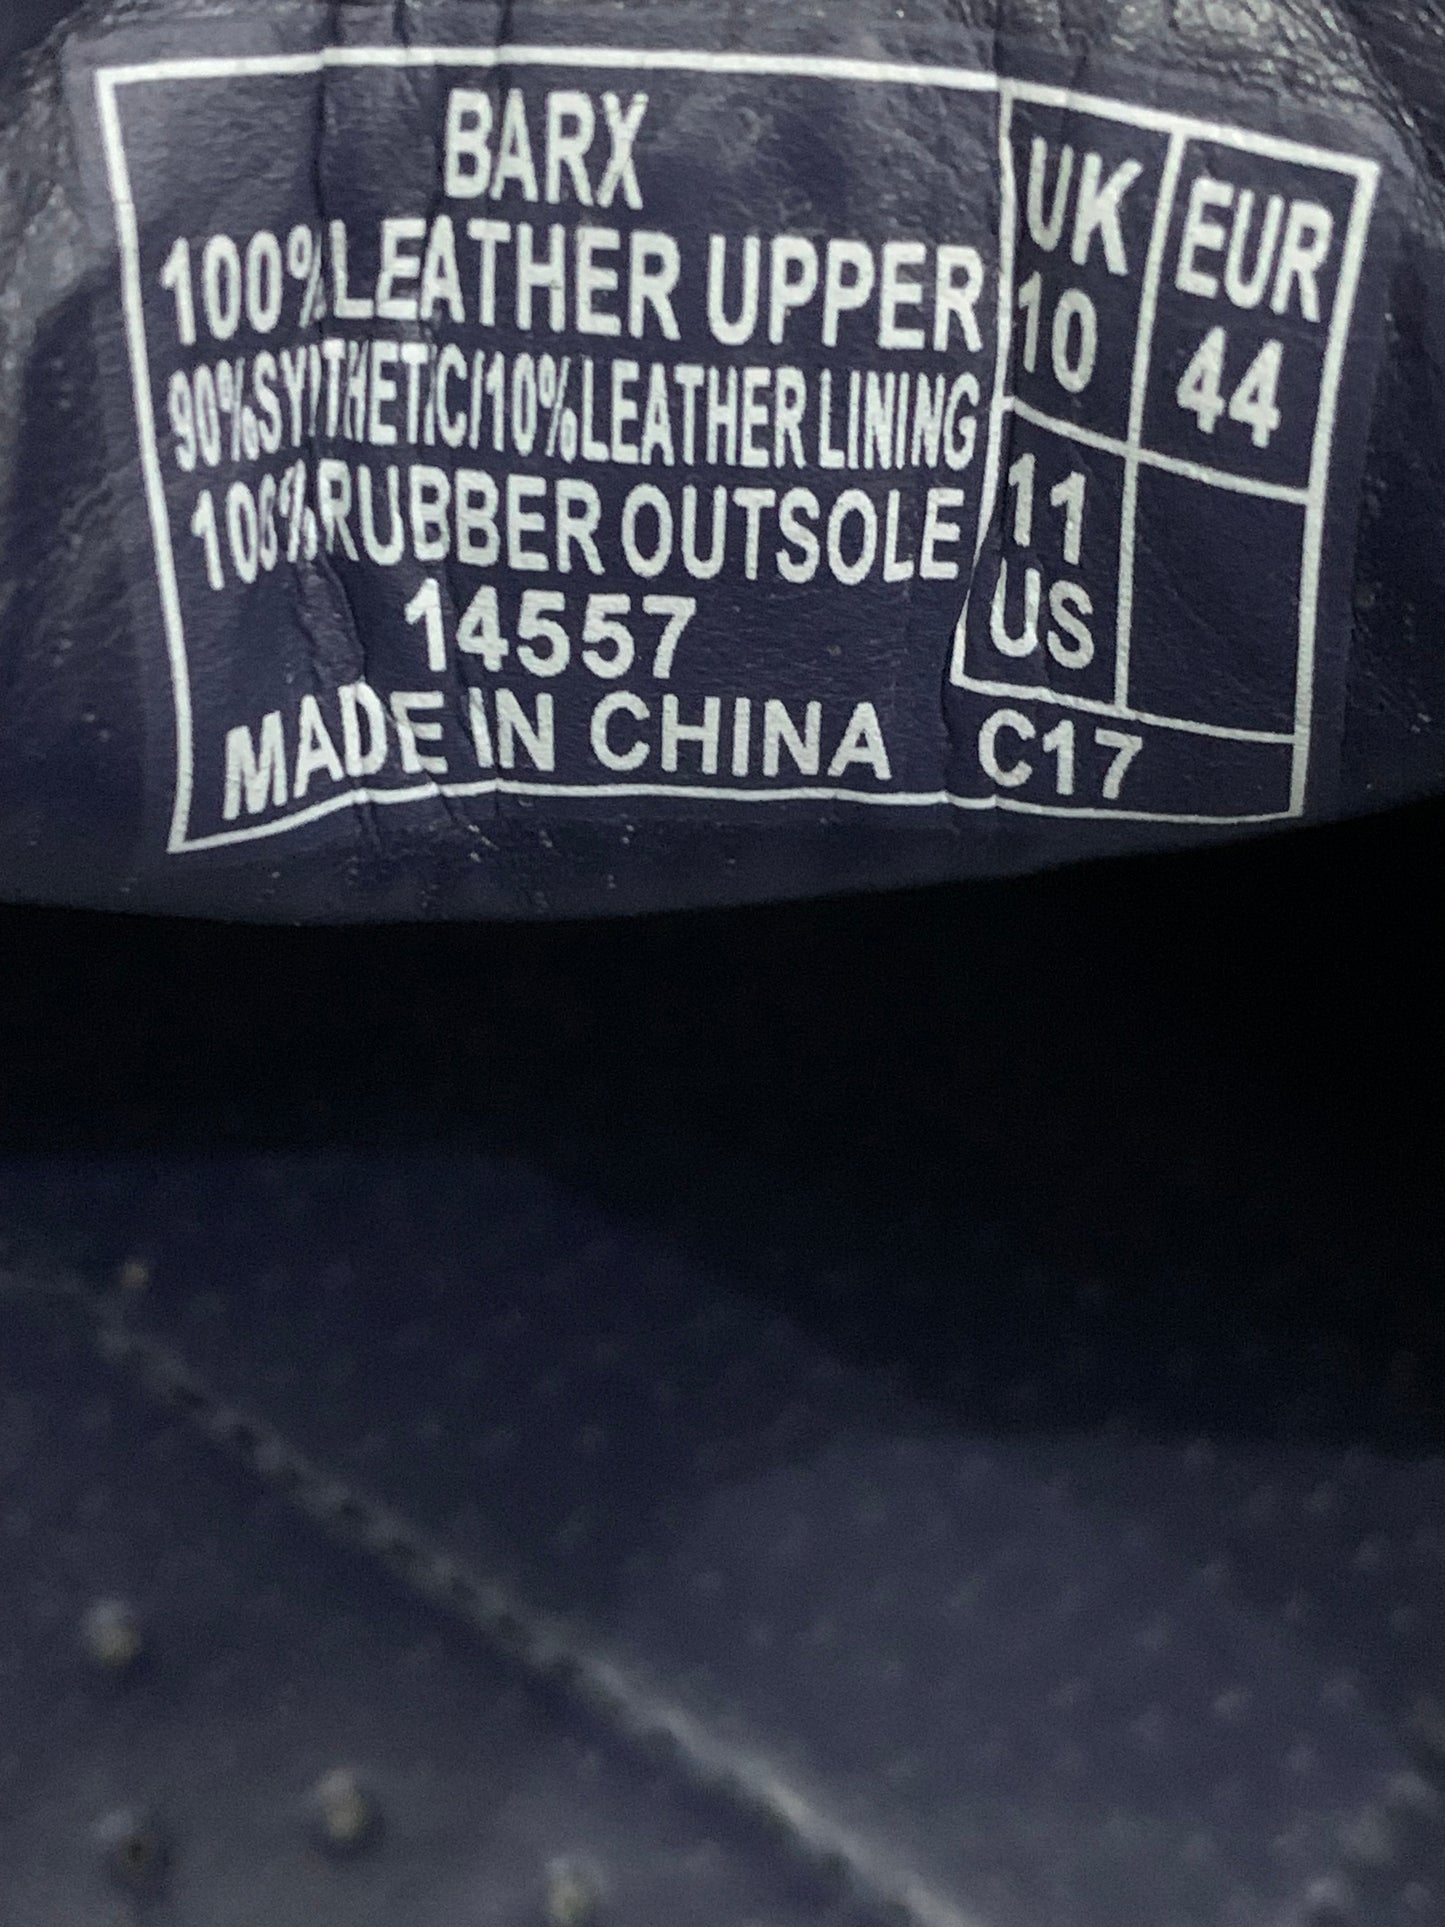 BARX
100% LEATHER UPPER
90%SYNTHETIC/10%LEATHER LINING
100%RUBBER OUTSOLE
14557
MADE IN CHINA
UK
10
EUR
44
11
US
C17